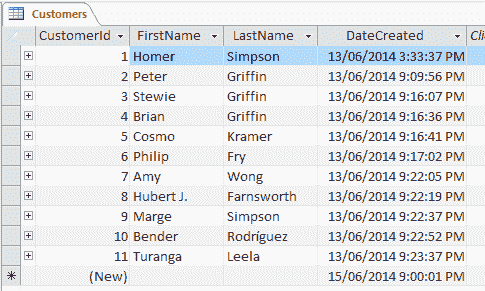 Customers
CustomerId FirstName LastName DateCreated
1 Homer Simpson 13/06/2014 3:33:37 PM
2 Peter Griffin 13/06/2014 9:09:56 PM
3 Stewie Griffin 13/06/2014 9:16:07 PM
4 Brian Griffin 13/06/2014 9:16:36 PM
5 Cosmo Kramer 13/06/2014 9:16:41 PM
6 Philip Fry 13/06/2014 9:17:02 PM
7 Amy Wong 13/06/2014 9:22:05 PM
8 Hubert J. Farnsworth 13/06/2014 9:22:19 PM
9 Marge Simpson 13/06/2014 9:22:37 PM
10 Bender Rodríguez 13/06/2014 9:22:52 PM
11 Turanga Leela 13/06/2014 9:23:37 PM
(New) 15/06/2014 9:00:01 PM